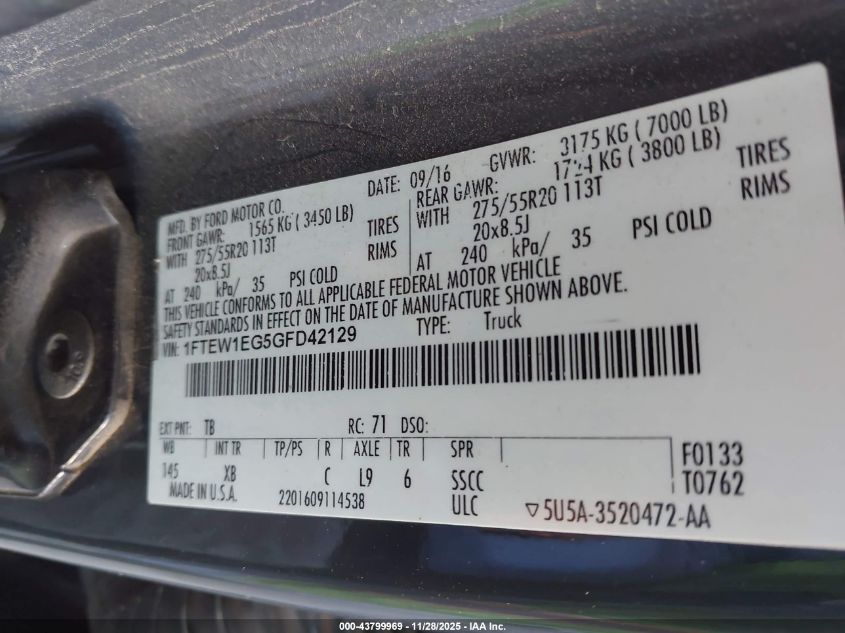 MFD. BY FORD MOTOR CO.
DATE: 09/16 GVWR: 3175 KG ( 7000 LB)
FRONT GAWR: 1565 KG ( 3450 LB)
REAR GAWR: 1724 KG ( 3800 LB)
WITH 275/55R20 113T TIRES
WITH 275/55R20 113T TIRES
20x8.5J RIMS
20x8.5J RIMS
AT 240 kPa/ 35 PSI COLD
AT 240 kPa/ 35 PSI COLD
THIS VEHICLE CONFORMS TO ALL APPLICABLE FEDERAL MOTOR VEHICLE
SAFETY STANDARDS IN EFFECT ON THE DATE OF MANUFACTURE SHOWN ABOVE.
VIN: 1FTEW1EG5GFD42129
TYPE: Truck
EXT PNT: TB RC: 71 DSO:
WB INT TR TP/PS R AXLE TR SPR F0133
145 XB C L9 6 SSCC T0762
MADE IN U.S.A. 2201609114538 ULC ▽5U5A-3520472-AA
000-43799969 | 11/28/2025 | IAA Inc.